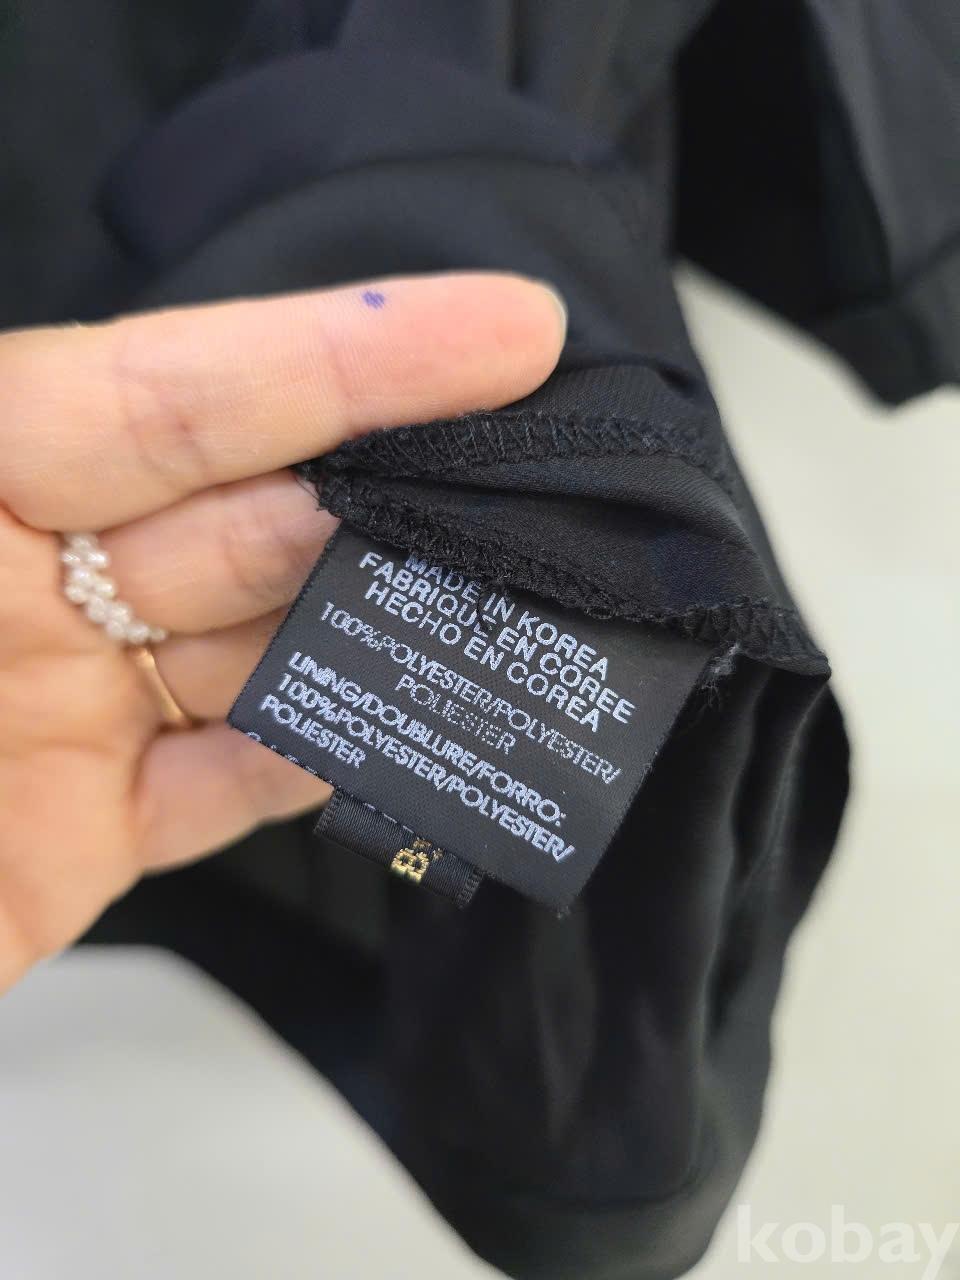 MADE IN KOREA
FABRIQUE EN COREE
HECHO EN COREA
100%POLYESTER/POLYESTER/
POLIESTER
LINING/DOUBLURE/FORRO:
100%POLYESTER/POLYESTER/
POLIESTER
8
kobay